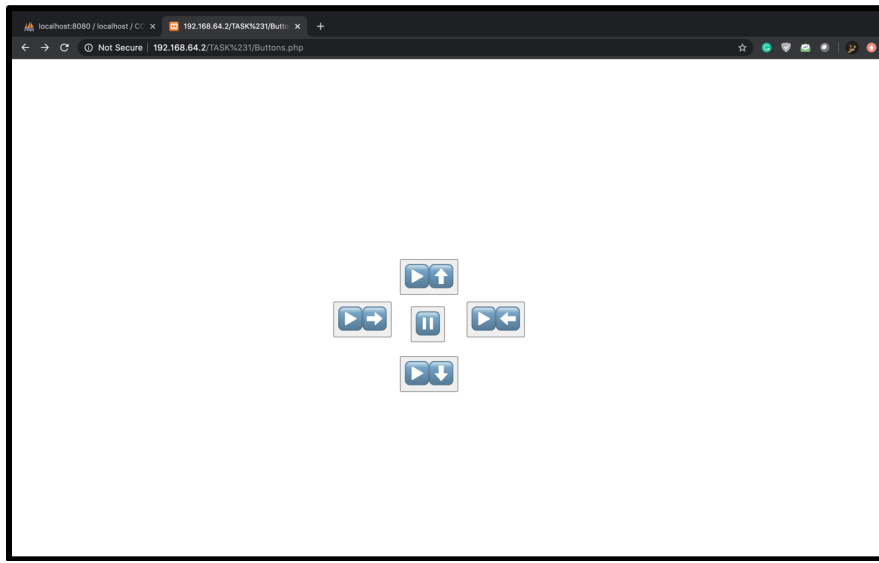 localhost:8080 / localhost / CC
192.168.64.2/TASK%231/Butto
Not Secure | 192.168.64.2/TASK%231/Buttons.php